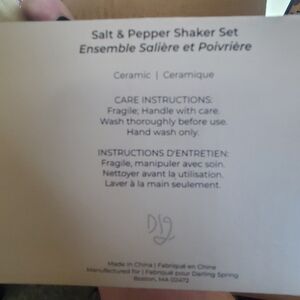 Salt & Pepper Shaker Set
Ensemble Salière et Poivrière
Ceramic | Ceramique
CARE INSTRUCTIONS:
Fragile; Handle with care.
Wash thoroughly before use.
Hand wash only.
INSTRUCTIONS D'ENTRETIEN:
Fragile, manipuler avec soin.
Nettoyer avant la utilisation.
Laver à la main seulement.
Made in China | Fabriqué en Chine
Manufactured for | Fabriqué pour Darling Spring
Boston, MA 02472